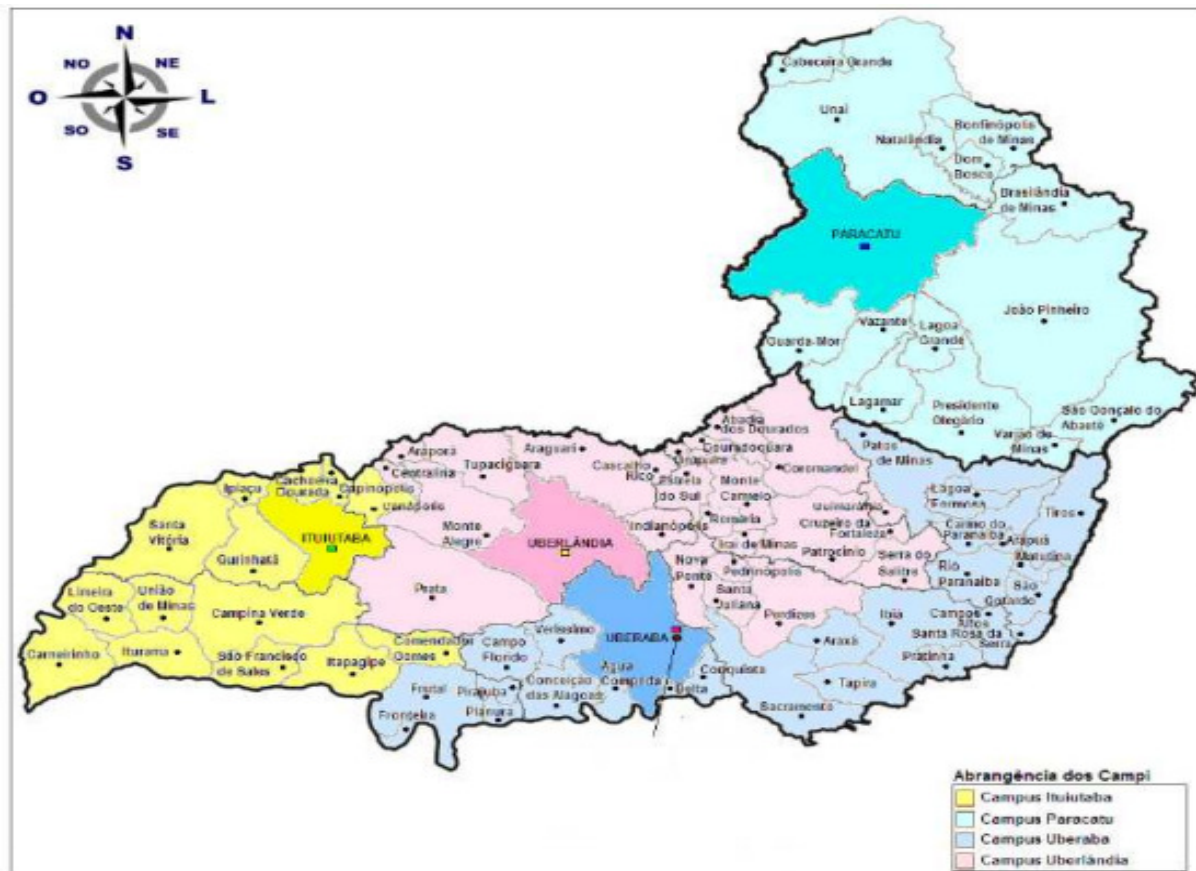 N
NO
NE
O
L
SO
SE
S
Cabeceira Grande
Unaí
Bonfinópolis
de Minas
Natalândia
Dom
Bosco
Brasilândia
de Minas
PARACATU
João Pinheiro
Vazante
Lagoa
Grande
Guarda-Mor
Lagamar
Presidente
Olegário
São Gonçalo do
Abaeté
Varjão de
Minas
Patos
de Minas
Abadia
dos Dourados
Douradoquara
Coromandel
Araguari
Cascalho
Rico
Estrela
do Sul
Monte
Carmelo
Araporã
Centralina
Tupaciguara
Cachoeira
Dourada
Ipiaçu
Capinópolis
Canápolis
Lagoa
Formosa
Tiros
Santa
Vitória
ITUIUTABA
Monte
Alegre
UBERLÂNDIA
Indianópolis
Romaria
Iraí de Minas
Cruzeiro da
Fortaleza
Carmo do
Paranaíba
Arapuá
Matutina
Gurinhatã
Patrocínio
Serra do
Salitre
Rio
Paranaíba
São
Gotardo
Nova
Ponte
Pedrinópolis
Santa
Juliana
Perdizes
Limeira
do Oeste
União
de Minas
Campina Verde
Prata
Ibiá
Campos
Altos
Santa Rosa da
Serra
Carneirinho
Iturama
São Francisco
de Sales
Itapagipe
Comendador
Gomes
Campo
Florido
Veríssimo
UBERABA
Araxá
Pratinha
Conquista
Tapira
Água
Comprida
Delta
Conceição
das Alagoas
Frutal
Pirajuba
Planura
Fronteira
Sacramento
Abrangência dos Campi
Campus Ituiutaba
Campus Paracatu
Campus Uberaba
Campus Uberlândia